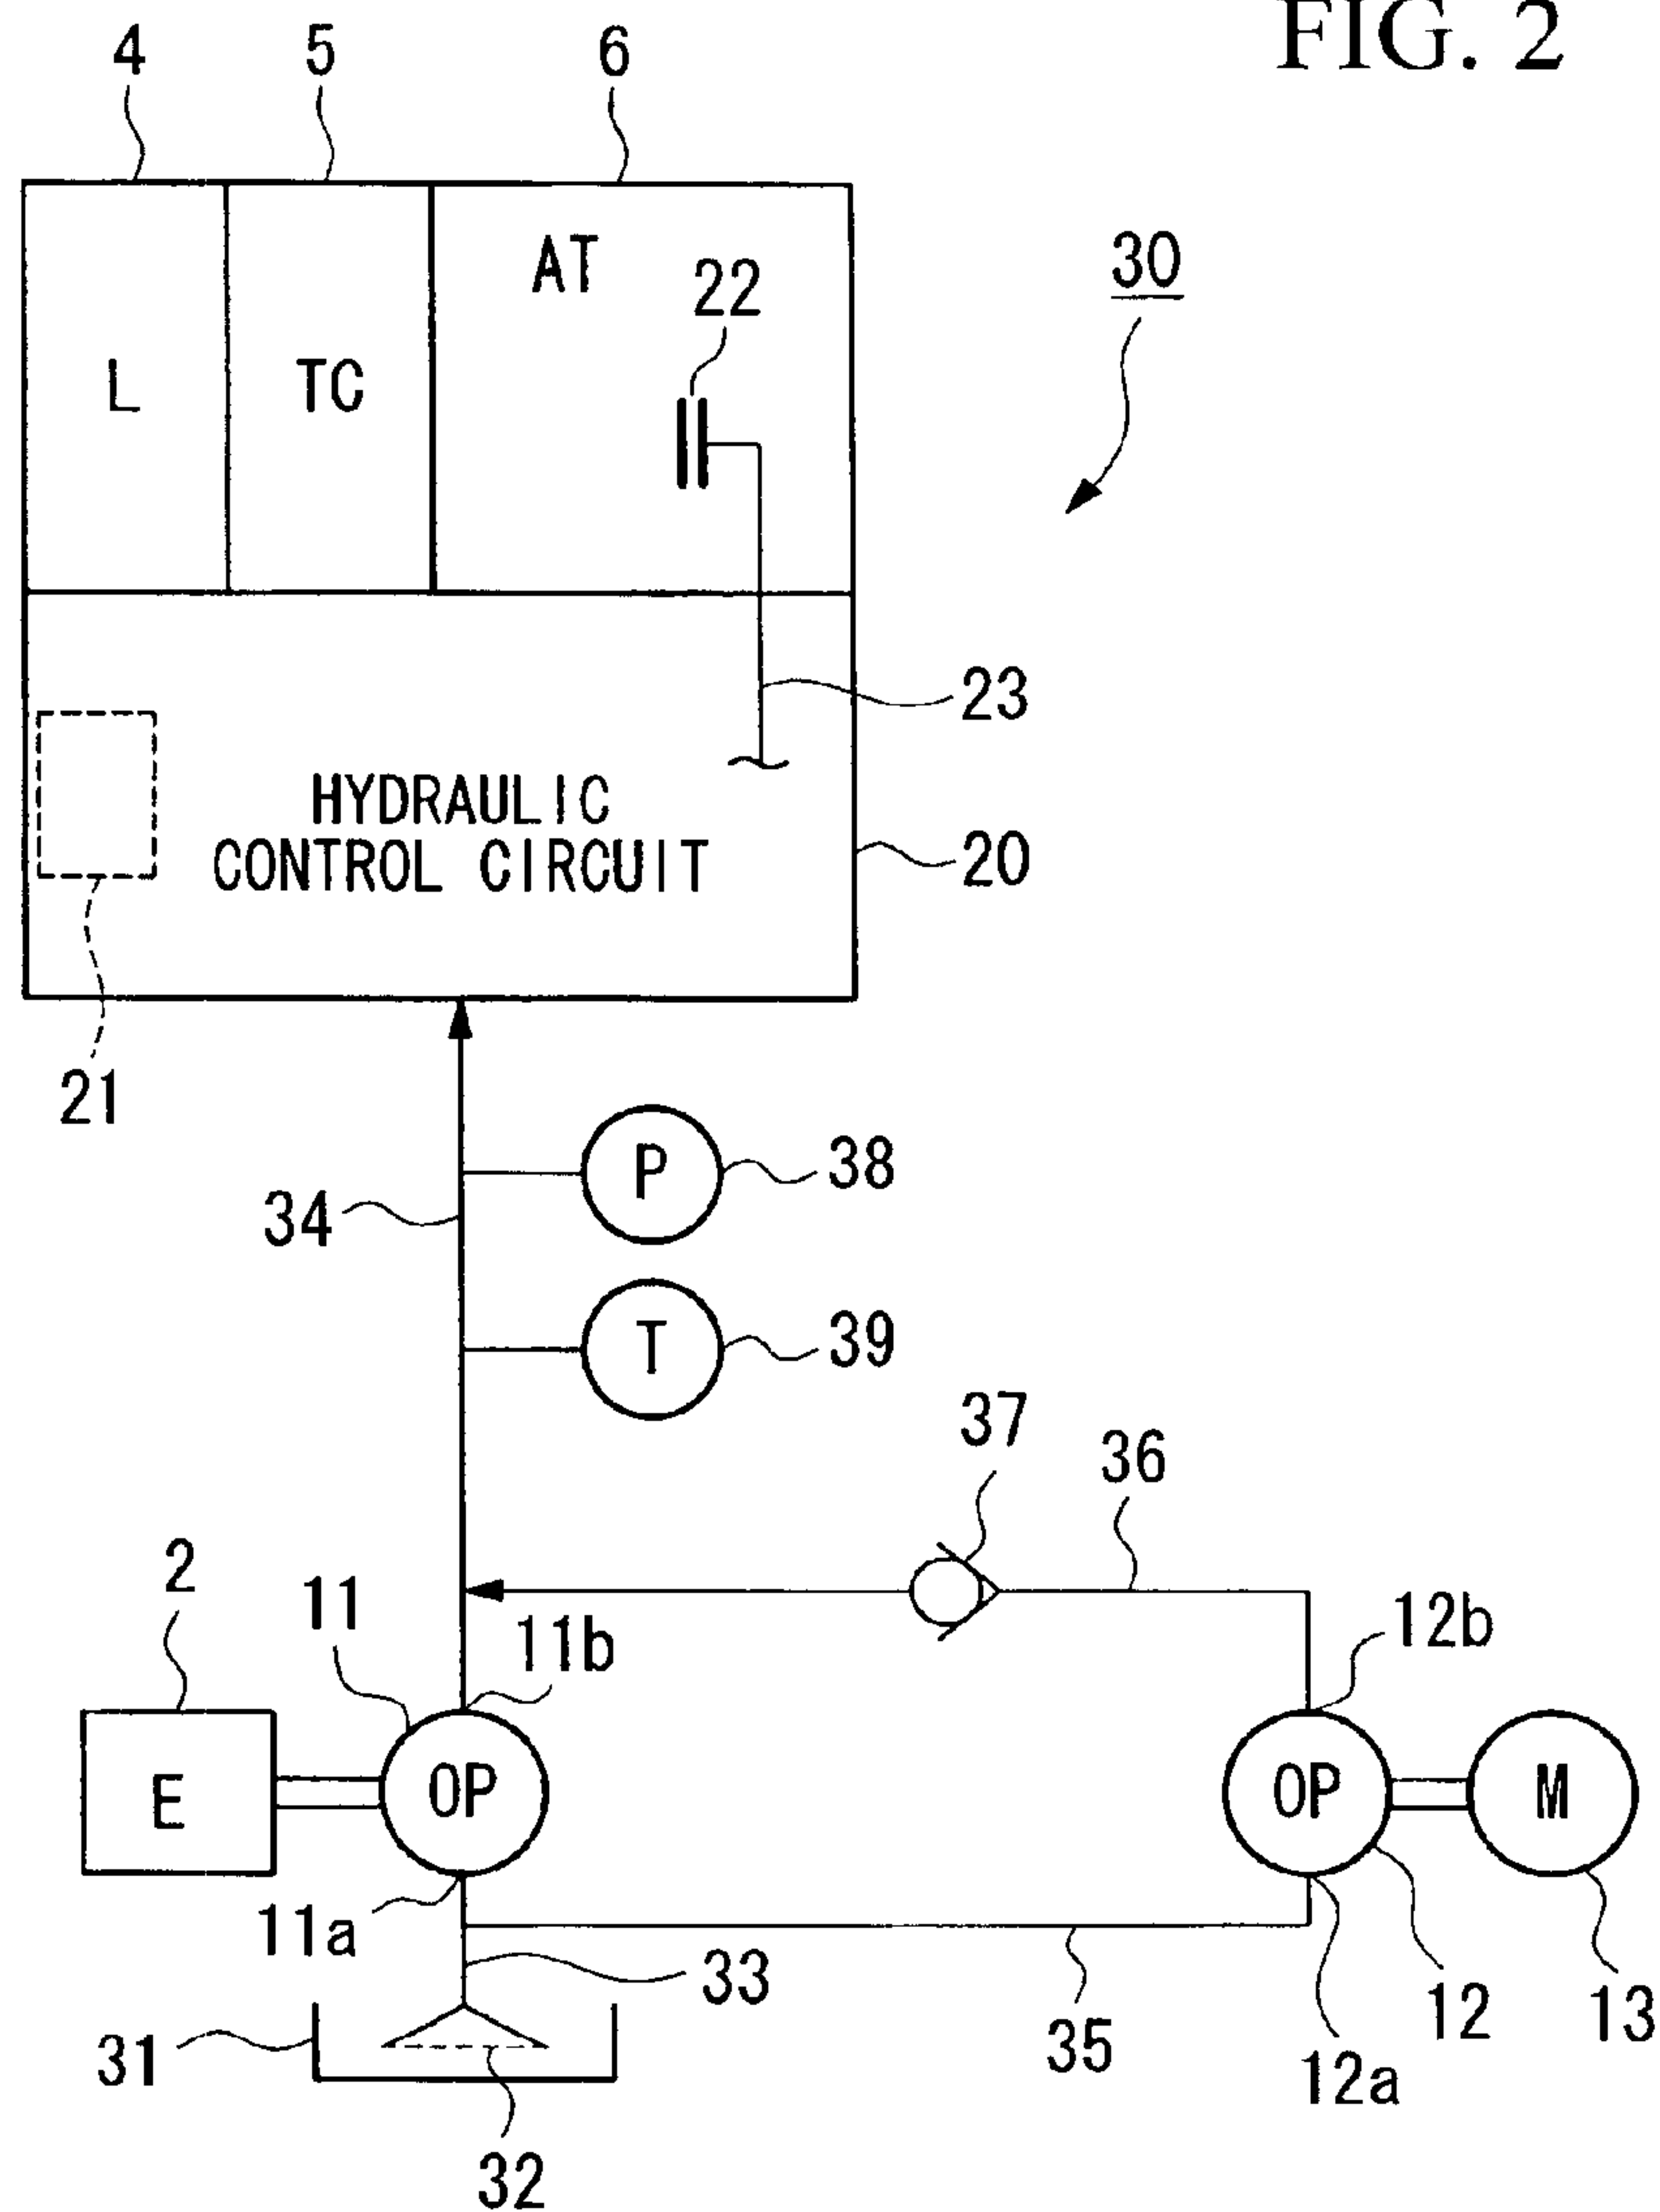 FIG. 2
4 5 6
AT
22
30
L TC
23
HYDRAULIC
CONTROL CIRCUIT
20
21
P 38
34
T 39
37 36
2 11 11b 12b
E OP OP M
11a
33
31 35 12 13
12a
32